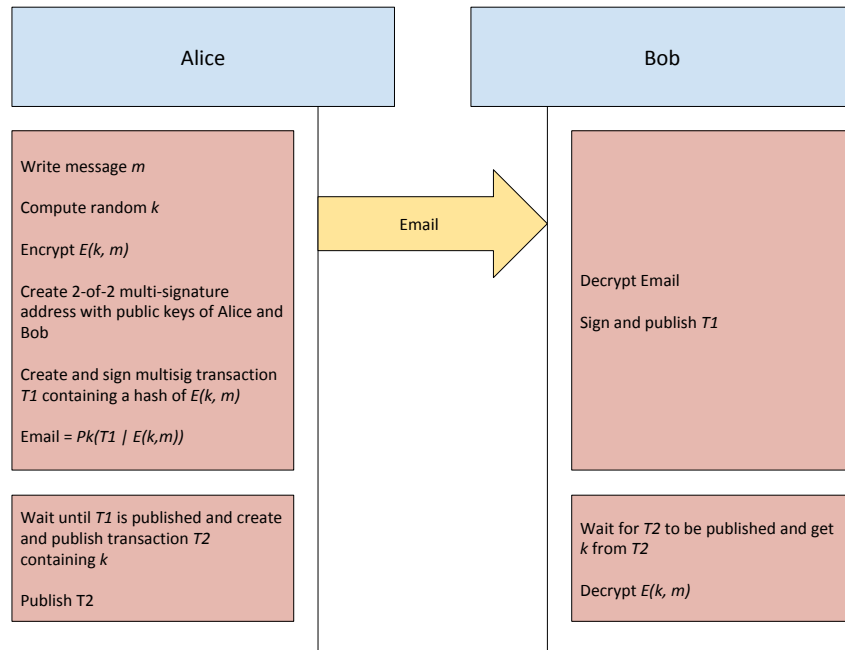 Alice
Bob
Write message m
Compute random k
Encrypt E(k, m)
Create 2-of-2 multi-signature
address with public keys of Alice and
Bob
Create and sign multisig transaction
T1 containing a hash of E(k, m)
Email = Pk(T1 | E(k,m))
Email
Decrypt Email
Sign and publish T1
Wait until T1 is published and create
and publish transaction T2
containing k
Publish T2
Wait for T2 to be published and get
k from T2
Decrypt E(k, m)